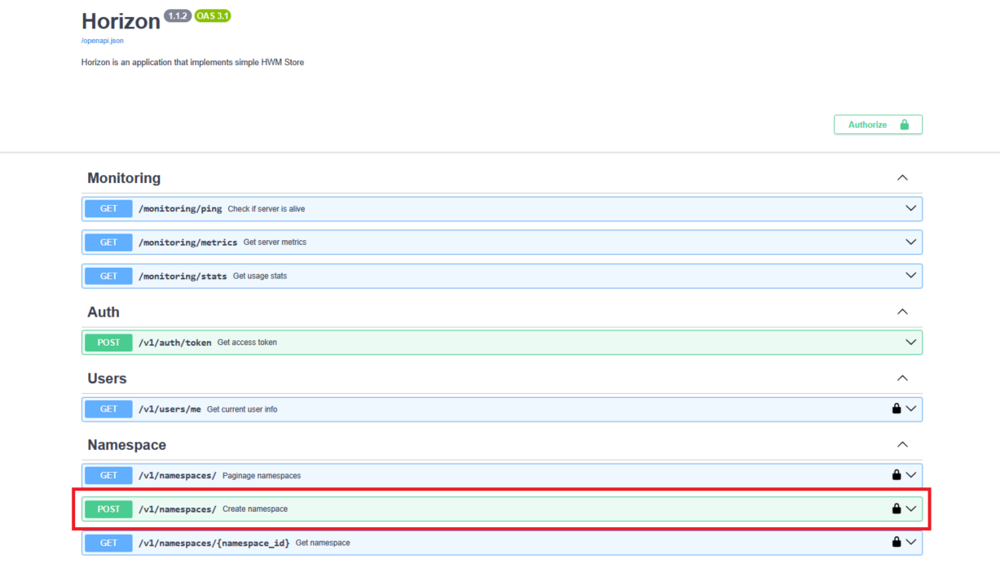 Horizon 1.1.2 OAS 3.1
/openapi.json
Horizon is an application that implements simple HWM Store
Authorize
Monitoring
GET /monitoring/ping Check if server is alive
GET /monitoring/metrics Get server metrics
GET /monitoring/stats Get usage stats
Auth
POST /v1/auth/token Get access token
Users
GET /v1/users/me Get current user info
Namespace
GET /v1/namespaces/ Paginage namespaces
POST /v1/namespaces/ Create namespace
GET /v1/namespaces/{namespace_id} Get namespace